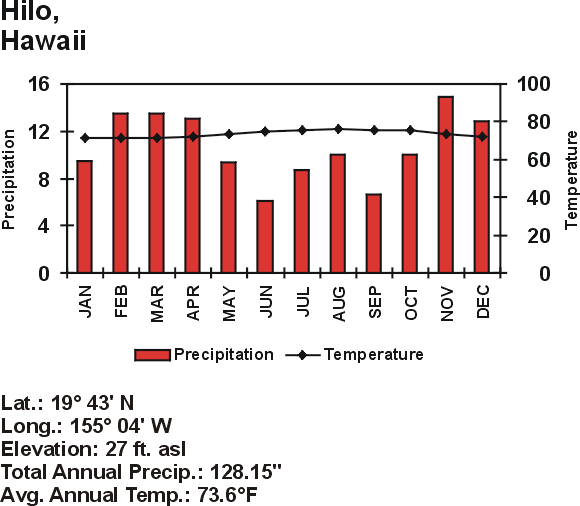 Hilo,
Hawaii
16 100
12 80
8 60
4 40
0 20
0
Precipitation
Temperature
JAN FEB MAR APR MAY JUN JUL AUG SEP OCT NOV DEC
Precipitation Temperature
Lat.: 19° 43' N
Long.: 155° 04' W
Elevation: 27 ft. asl
Total Annual Precip.: 128.15"
Avg. Annual Temp.: 73.6°F